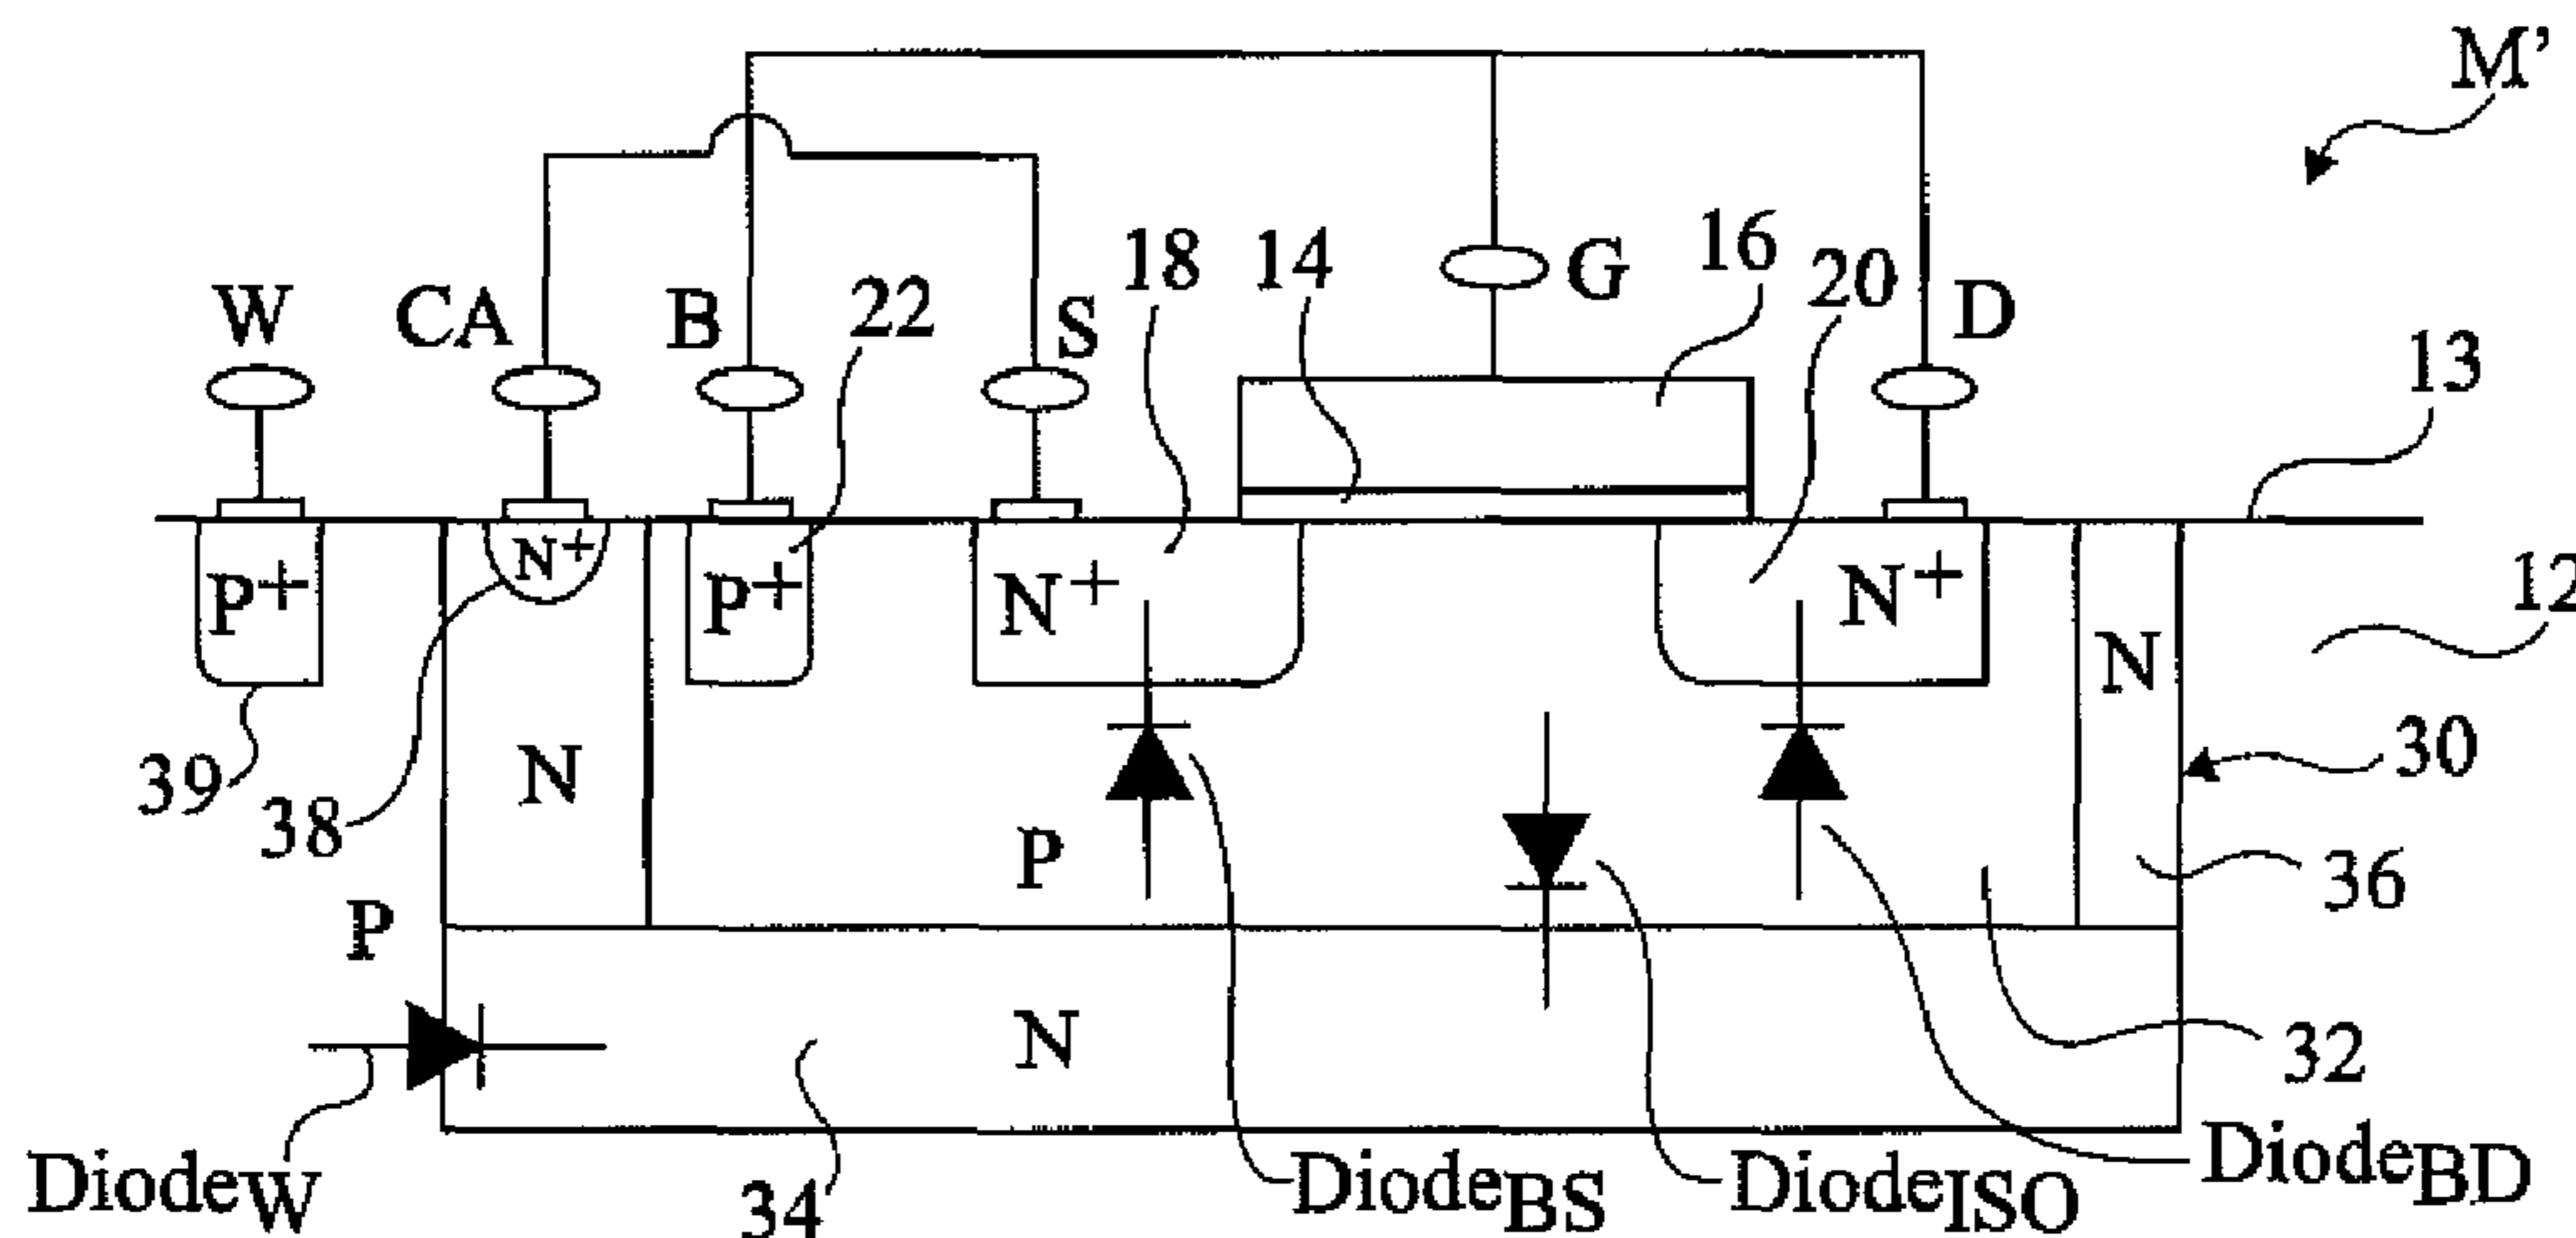 M'
W CA B 22 S 18 14 G 16 20 D 13
P+ N+ P+ N+ N+ N 12
39 38 N P 30
P 36
N 32
DiodeW 34 DiodeBS DiodeISO DiodeBD